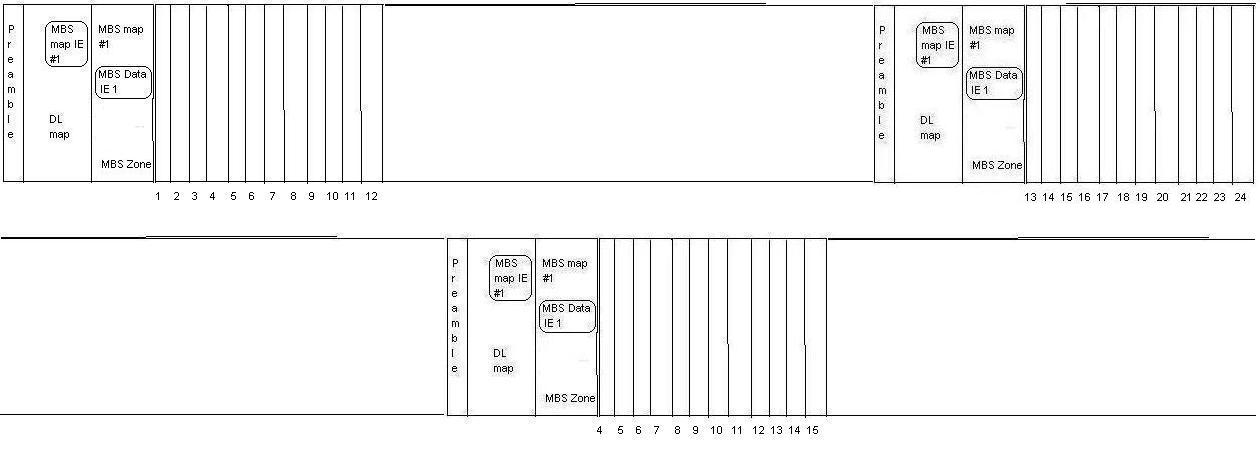 Preamble
MBS
map IE
#1
DL
map
MBS map
#1
MBS Data
IE 1
MBS Zone
1 2 3 4 5 6 7 8 9 10 11 12
Preamble
MBS
map IE
#1
DL
map
MBS map
#1
MBS Data
IE 1
MBS Zone
13 14 15 16 17 18 19 20 21 22 23 24
Preamble
MBS
map IE
#1
DL
map
MBS map
#1
MBS Data
IE 1
MBS Zone
4 5 6 7 8 9 10 11 12 13 14 15